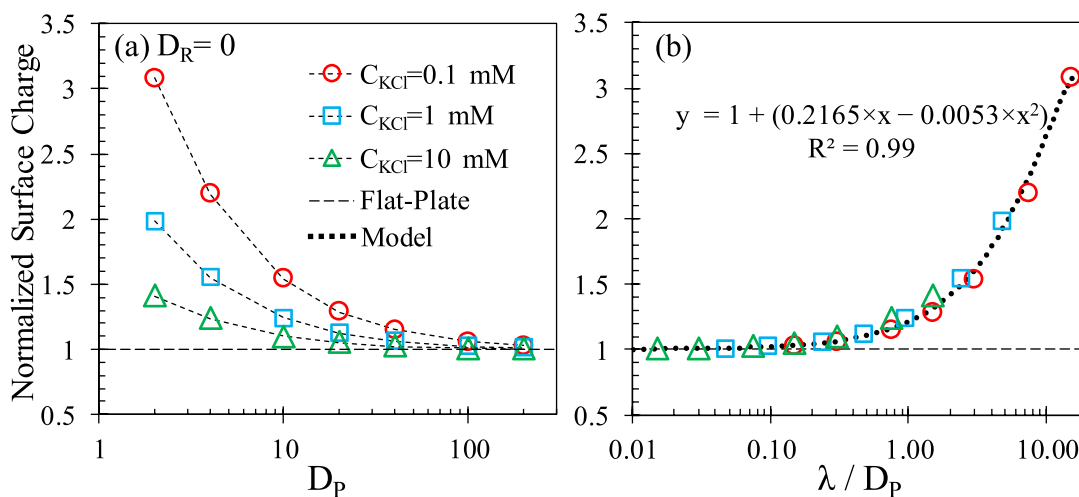 (a) D_R= 0
C_KCl=0.1 mM
C_KCl=1 mM
C_KCl=10 mM
Flat-Plate
Model
Normalized Surface Charge
3.5
3
2.5
2
1.5
1
0.5
1
10
100
D_P
(b)
y = 1 + (0.2165×x − 0.0053×x²)
R² = 0.99
3.5
3
2.5
2
1.5
1
0.5
0.01
0.10
1.00
10.00
λ / D_P